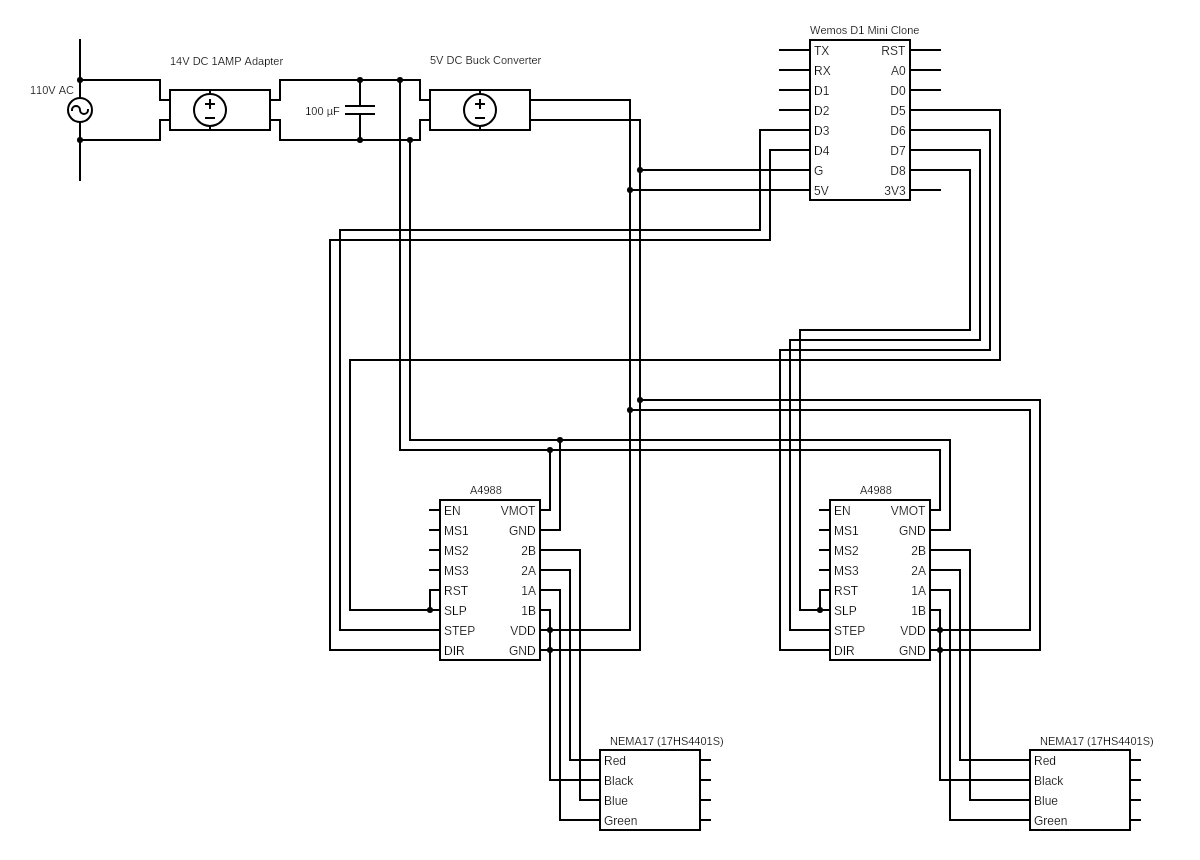 Wemos D1 Mini Clone
14V DC 1AMP Adapter
5V DC Buck Converter
110V AC
100 µF
TX RST
RX A0
D1 D0
D2 D5
D3 D6
D4 D7
G D8
5V 3V3
A4988
EN VMOT
MS1 GND
MS2 2B
MS3 2A
RST 1A
SLP 1B
STEP VDD
DIR GND
A4988
EN VMOT
MS1 GND
MS2 2B
MS3 2A
RST 1A
SLP 1B
STEP VDD
DIR GND
NEMA17 (17HS4401S)
Red
Black
Blue
Green
NEMA17 (17HS4401S)
Red
Black
Blue
Green